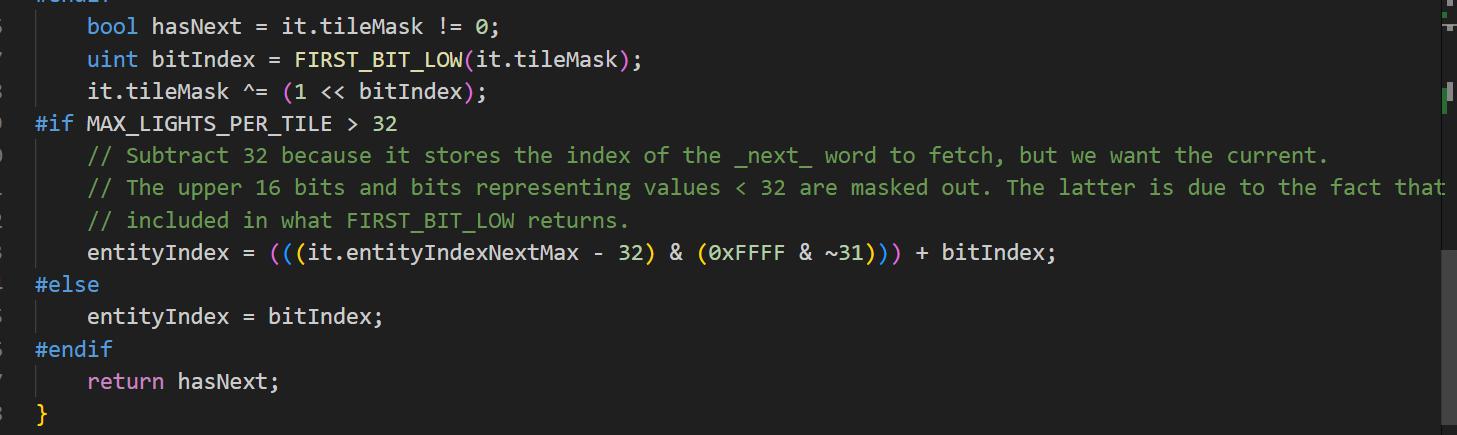 #endif
bool hasNext = it.tileMask != 0;
uint bitIndex = FIRST_BIT_LOW(it.tileMask);
it.tileMask ^= (1 << bitIndex);
#if MAX_LIGHTS_PER_TILE > 32
// Subtract 32 because it stores the index of the _next_ word to fetch, but we want the current.
// The upper 16 bits and bits representing values < 32 are masked out. The latter is due to the fact that
// included in what FIRST_BIT_LOW returns.
entityIndex = (((it.entityIndexNextMax - 32) & (0xFFFF & ~31))) + bitIndex;
#else
entityIndex = bitIndex;
#endif
return hasNext;
}